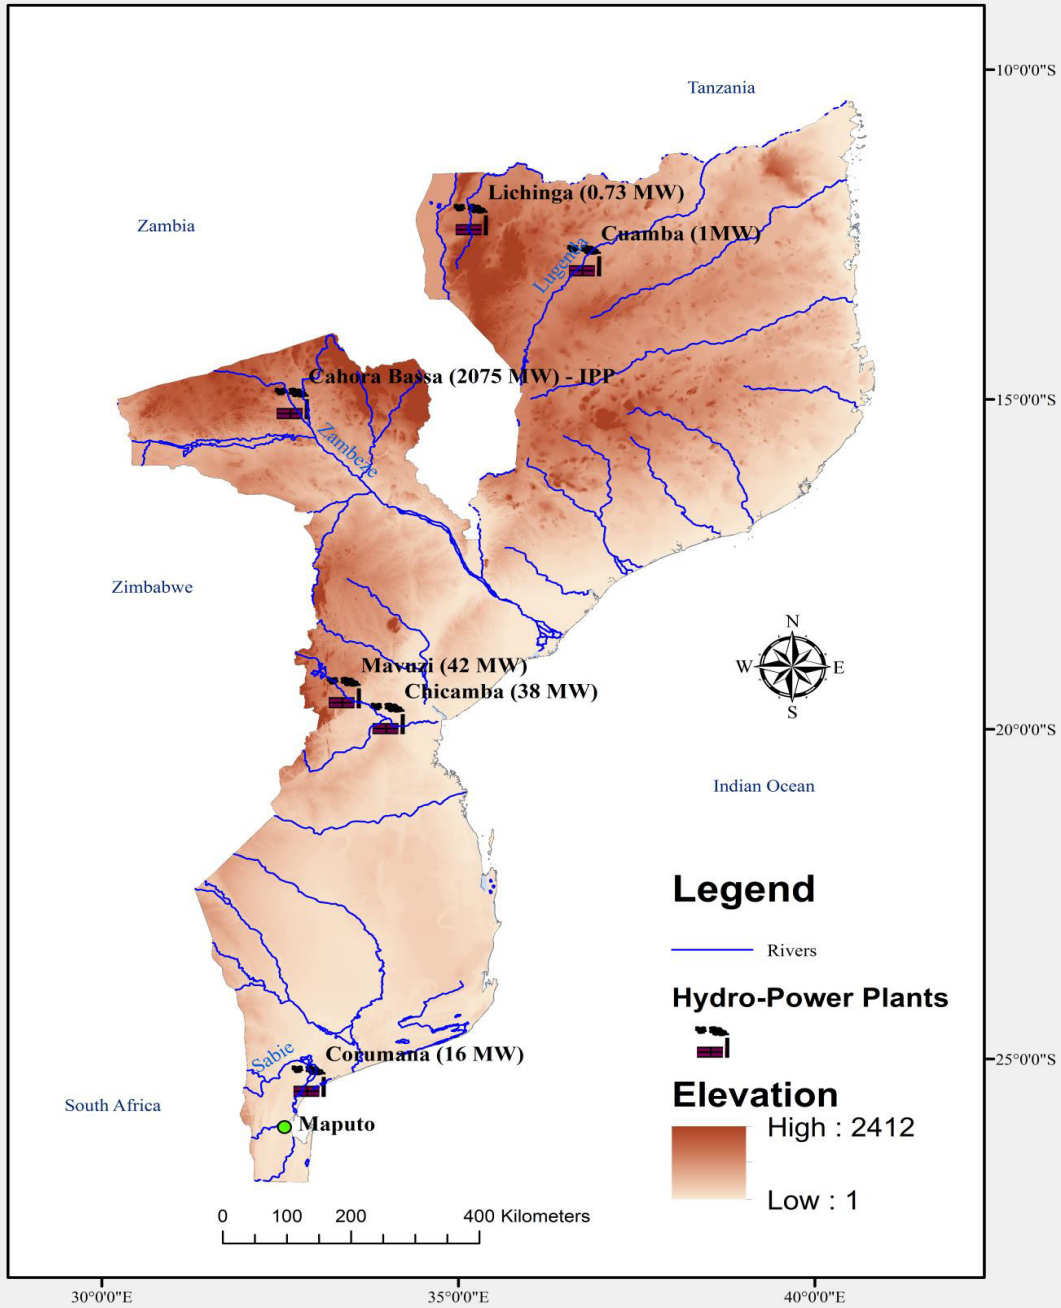 10°0'0"S
Tanzania
Lichinga (0.73 MW)
Zambia
Cuamba (1MW)
Lugenda
Cahora Bassa (2075 MW) - IPP
15°0'0"S
Zambeze
Zimbabwe
N
W E
S
Mavuzi (42 MW)
Chicamba (38 MW)
20°0'0"S
Indian Ocean
Legend
Rivers
Hydro-Power Plants
Sabie
Corumana (16 MW)
25°0'0"S
Elevation
South Africa
Maputo
High : 2412
Low : 1
0 100 200 400 Kilometers
30°0'0"E 35°0'0"E 40°0'0"E